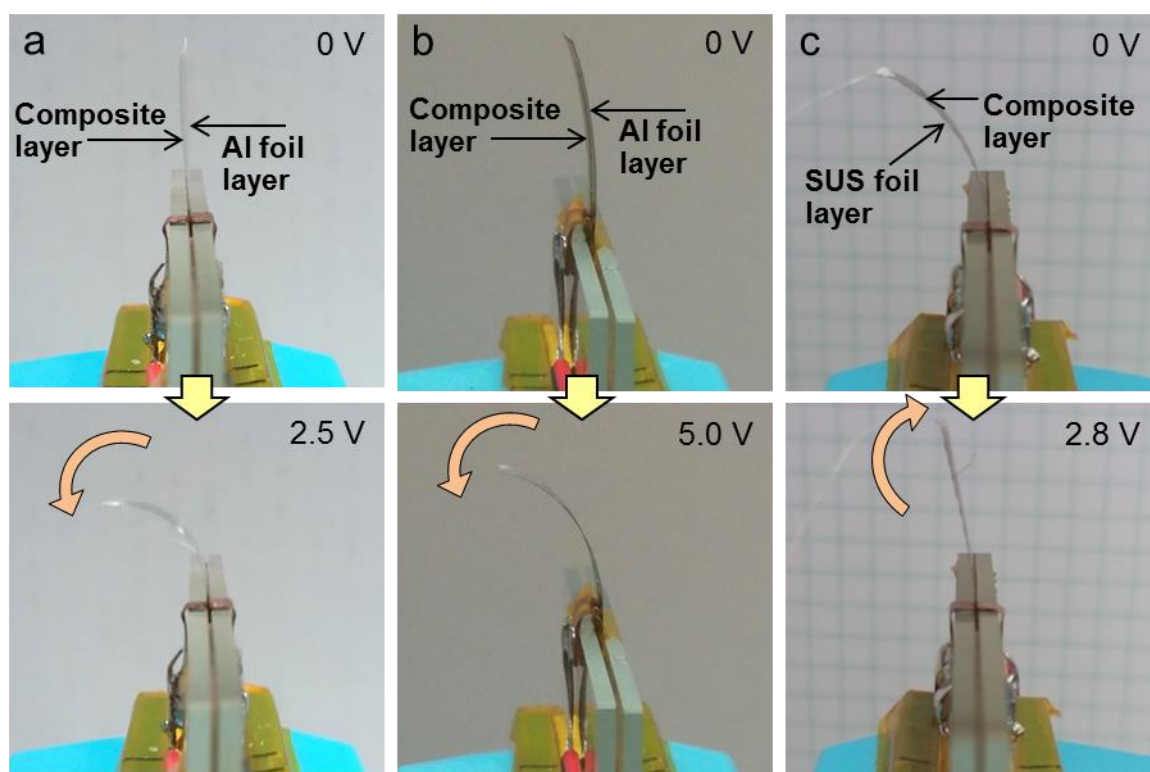 a
0 V
Composite
layer
Al foil
layer
b
0 V
Composite
layer
Al foil
layer
c
0 V
Composite
layer
SUS foil
layer
2.5 V
5.0 V
2.8 V